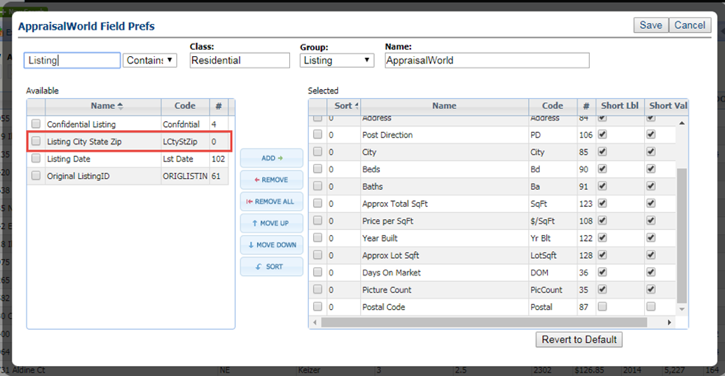 AppraisalWorld Field Prefs
Save
Cancel
Class:
Group:
Name:
Listing
Contains
Residential
Listing
AppraisalWorld
Available
Name Code #
Confidential Listing Confdntial 4
Listing City State Zip LCtyStZip 0
Listing Date Lst Date 102
Original ListingID ORIGLISTIN 61
ADD
REMOVE
REMOVE ALL
MOVE UP
MOVE DOWN
SORT
Selected
Sort Name Code # Short Lbl Short Val
0 Address Address 84
0 Post Direction PD 106
0 City City 85
0 Beds Bd 90
0 Baths Ba 91
0 Approx Total SqFt SqFt 123
0 Price per SqFt $/SqFt 108
0 Year Built Yr Blt 122
0 Approx Lot Sqft LotSqft 128
0 Days On Market DOM 36
0 Picture Count PicCount 35
0 Postal Code Postal 87
Revert to Default
31 Aldine Ct NE Keizer 3 2.5 2302 $126.85 2014 5,227 164